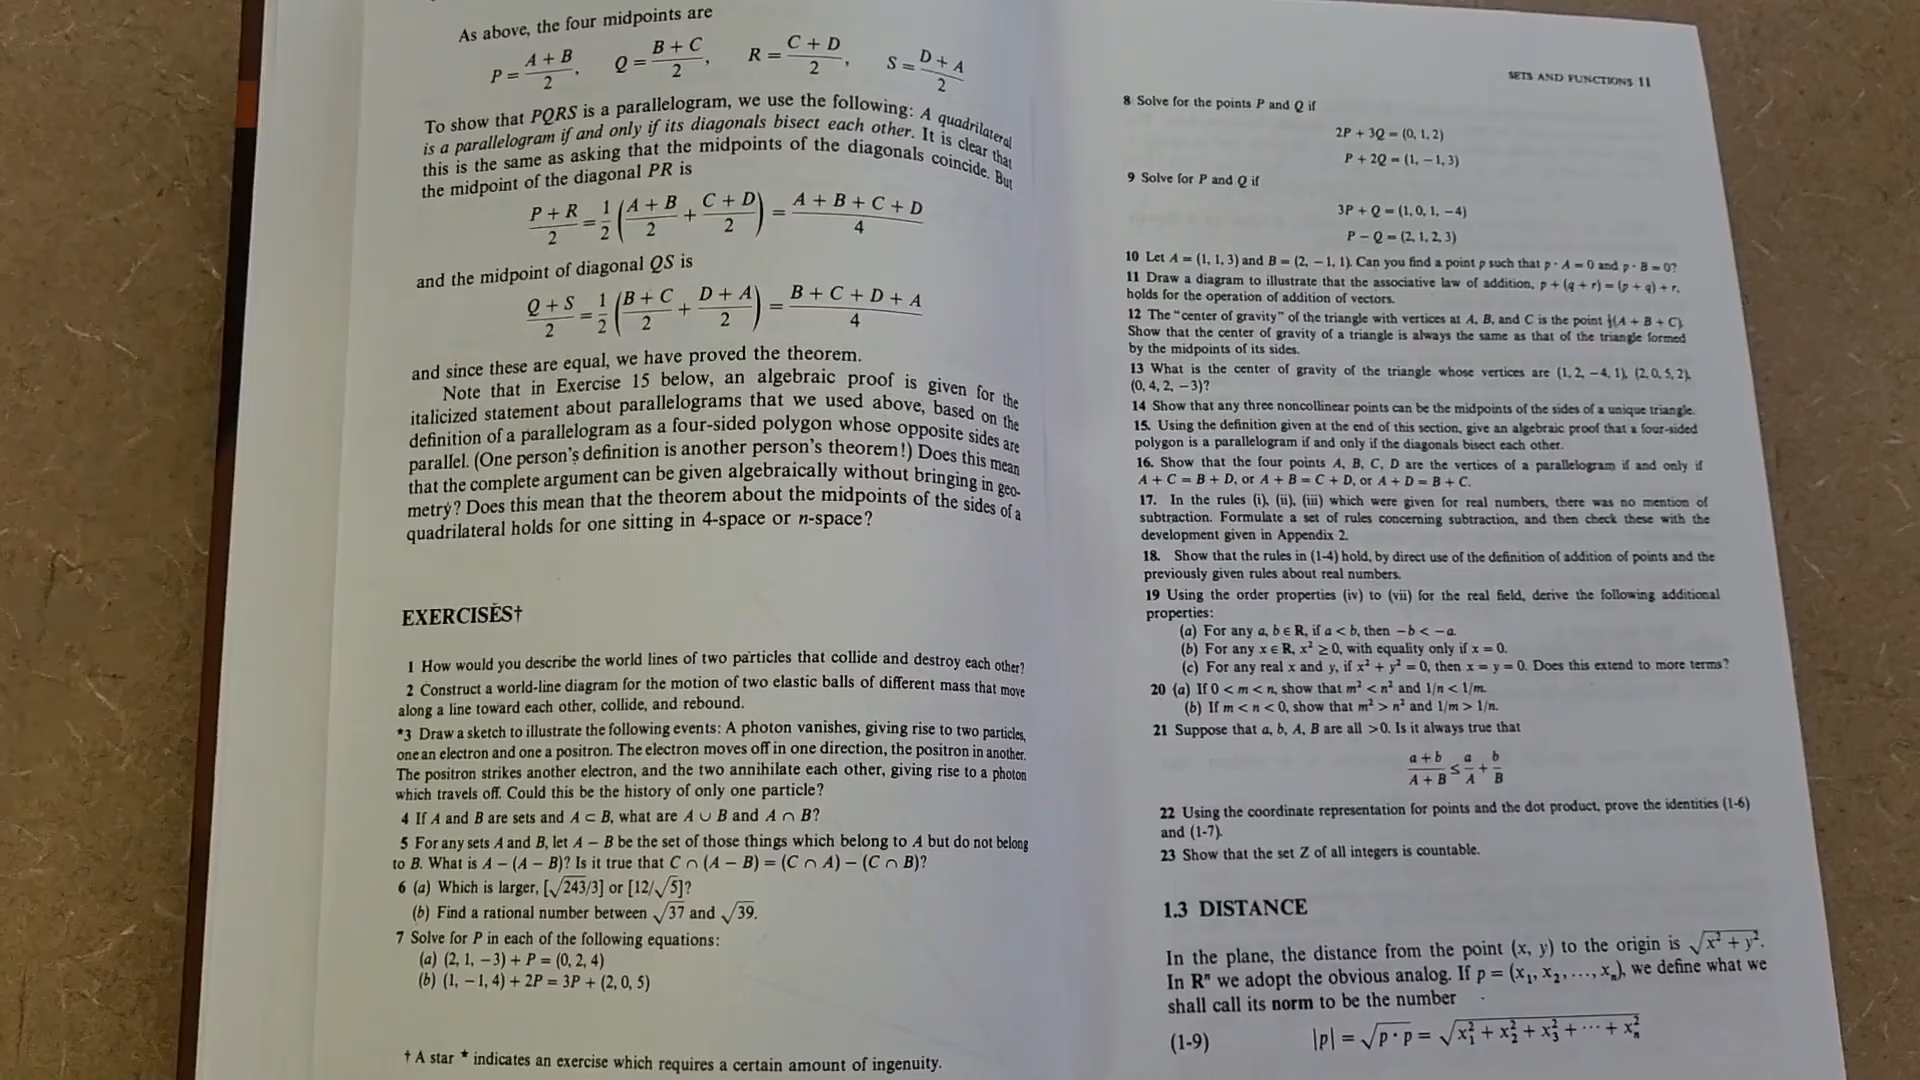 As above, the four midpoints are
P = A + B / 2, Q = B + C / 2, R = C + D / 2, S = D + A / 2
To show that PQRS is a parallelogram, we use the following: A quadrilateral
is a parallelogram if and only if its diagonals bisect each other. It is clear that
this is the same as asking that the midpoints of the diagonals coincide. But
the midpoint of the diagonal PR is
P + R / 2 = 1/2 (A + B / 2 + C + D / 2) = A + B + C + D / 4
and the midpoint of diagonal QS is
Q + S / 2 = 1/2 (B + C / 2 + D + A / 2) = B + C + D + A / 4
and since these are equal, we have proved the theorem.
Note that in Exercise 15 below, an algebraic proof is given for the
italicized statement about parallelograms that we used above, based on the
definition of a parallelogram as a four-sided polygon whose opposite sides are
parallel. (One person's definition is another person's theorem!) Does this mean
that the complete argument can be given algebraically without bringing in geo-
metry? Does this mean that the theorem about the midpoints of the sides of a
quadrilateral holds for one sitting in 4-space or n-space?
EXERCISES†
1 How would you describe the world lines of two particles that collide and destroy each other?
2 Construct a world-line diagram for the motion of two elastic balls of different mass that move
along a line toward each other, collide, and rebound.
*3 Draw a sketch to illustrate the following events: A photon vanishes, giving rise to two particles,
one an electron and one a positron. The electron moves off in one direction, the positron in another.
The positron strikes another electron, and the two annihilate each other, giving rise to a photon
which travels off. Could this be the history of only one particle?
4 If A and B are sets and A ⊂ B, what are A ∪ B and A ∩ B?
5 For any sets A and B, let A − B be the set of those things which belong to A but do not belong
to B. What is A − (A − B)? Is it true that C ∩ (A − B) = (C ∩ A) − (C ∩ B)?
6 (a) Which is larger, [√243/3] or [12/√5]?
(b) Find a rational number between √37 and √39.
7 Solve for P in each of the following equations:
(a) (2, 1, −3) + P = (0, 2, 4)
(b) (1, −1, 4) + 2P = 3P + (2, 0, 5)
† A star * indicates an exercise which requires a certain amount of ingenuity.
SETS AND FUNCTIONS 11
8 Solve for the points P and Q if
2P + 3Q = (0, 1, 2)
P + 2Q = (1, −1, 3)
9 Solve for P and Q if
3P + Q = (1, 0, 1, −4)
P − Q = (2, 1, 2, 3)
10 Let A = (1, 1, 3) and B = (2, −1, 1). Can you find a point p such that p · A = 0 and p · B = 0?
11 Draw a diagram to illustrate that the associative law of addition, p + (q + r) = (p + q) + r,
holds for the operation of addition of vectors.
12 The "center of gravity" of the triangle with vertices at A, B, and C is the point ⅓(A + B + C).
Show that the center of gravity of a triangle is always the same as that of the triangle formed
by the midpoints of its sides.
13 What is the center of gravity of the triangle whose vertices are (1, 2, −4, 1), (2, 0, 5, 2),
(0, 4, 2, −3)?
14 Show that any three noncollinear points can be the midpoints of the sides of a unique triangle.
15. Using the definition given at the end of this section, give an algebraic proof that a four-sided
polygon is a parallelogram if and only if the diagonals bisect each other.
16. Show that the four points A, B, C, D are the vertices of a parallelogram if and only if
A + C = B + D, or A + B = C + D, or A + D = B + C.
17. In the rules (i), (ii), (iii) which were given for real numbers, there was no mention of
subtraction. Formulate a set of rules concerning subtraction, and then check these with the
development given in Appendix 2.
18. Show that the rules in (1-4) hold, by direct use of the definition of addition of points and the
previously given rules about real numbers.
19 Using the order properties (iv) to (vii) for the real field, derive the following additional
properties:
(a) For any a, b ∈ R, if a < b, then −b < −a.
(b) For any x ∈ R, x² ≥ 0, with equality only if x = 0.
(c) For any real x and y, if x² + y² = 0, then x = y = 0. Does this extend to more terms?
20 (a) If 0 < m < n, show that m² < n² and 1/n < 1/m.
(b) If m < n < 0, show that m² > n² and 1/m > 1/n.
21 Suppose that a, b, A, B are all >0. Is it always true that
a + b / A + B ≤ a/A + b/B
22 Using the coordinate representation for points and the dot product, prove the identities (1-6)
and (1-7).
23 Show that the set Z of all integers is countable.
1.3 DISTANCE
In the plane, the distance from the point (x, y) to the origin is √x² + y².
In Rⁿ we adopt the obvious analog. If p = (x₁, x₂, ..., xₙ), we define what we
shall call its norm to be the number
(1-9) |p| = √p · p = √x₁² + x₂² + x₃² + ··· + xₙ²